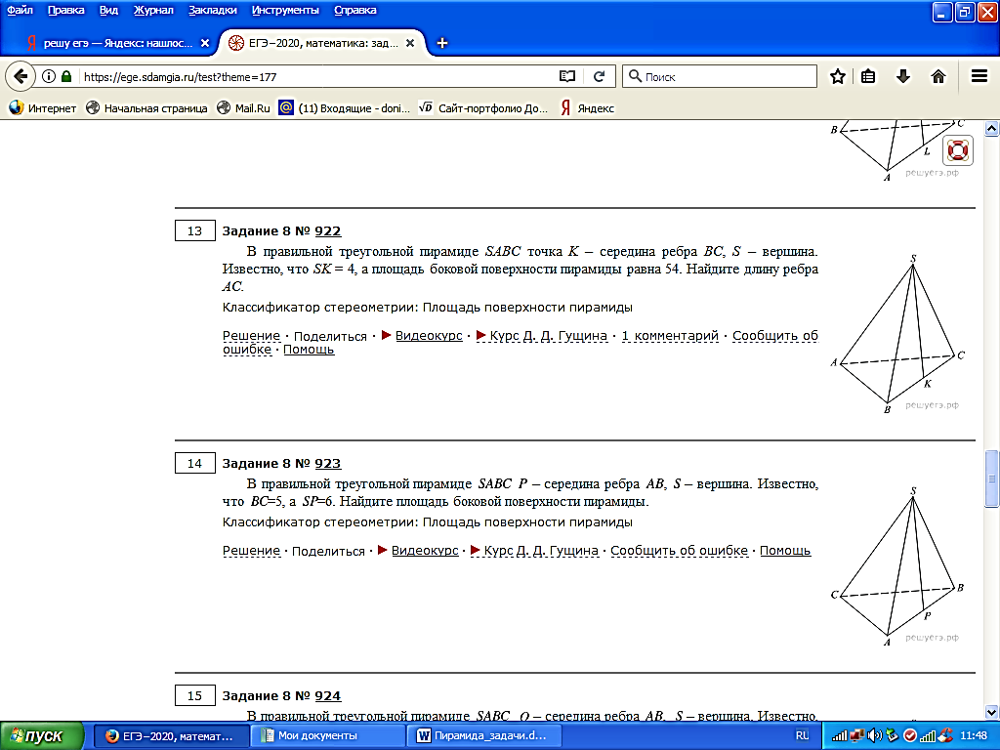 Файл Правка Вид Журнал Закладки Инструменты Справка
решу егэ — Яндекс: нашлос... ЕГЭ−2020, математика: зад...
https://ege.sdamgia.ru/test?theme=177 Поиск
Интернет Начальная страница Mail.Ru (11) Входящие - doni... Сайт-портфолио До... Яндекс
B C
L
A
решуегэ.рф
13 Задание 8 № 922
В правильной треугольной пирамиде SABC точка K – середина ребра BC, S – вершина.
Известно, что SK = 4, а площадь боковой поверхности пирамиды равна 54. Найдите длину ребра
AC.
Классификатор стереометрии: Площадь поверхности пирамиды
Решение · Поделиться · Видеокурс · Курс Д. Д. Гущина · 1 комментарий · Сообщить об
ошибке · Помощь
S
A C
K
B
решуегэ.рф
14 Задание 8 № 923
В правильной треугольной пирамиде SABC P – середина ребра AB, S – вершина. Известно,
что BC=5, а SP=6. Найдите площадь боковой поверхности пирамиды.
Классификатор стереометрии: Площадь поверхности пирамиды
Решение · Поделиться · Видеокурс · Курс Д. Д. Гущина · Сообщить об ошибке · Помощь
S
C B
P
A
решуегэ.рф
15 Задание 8 № 924
В правильной треугольной пирамиде SABC Q – середина ребра AB, S – вершина. Известно,
пуск ЕГЭ−2020, математ... Мои документы Пирамида_задачи.d... RU 11:48